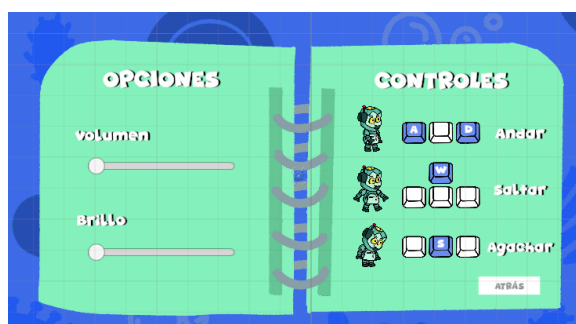 OPCIONES
Volumen
Brillo
CONTROLES
A D Andar
W
Saltar
S Agachar
ATRÁS